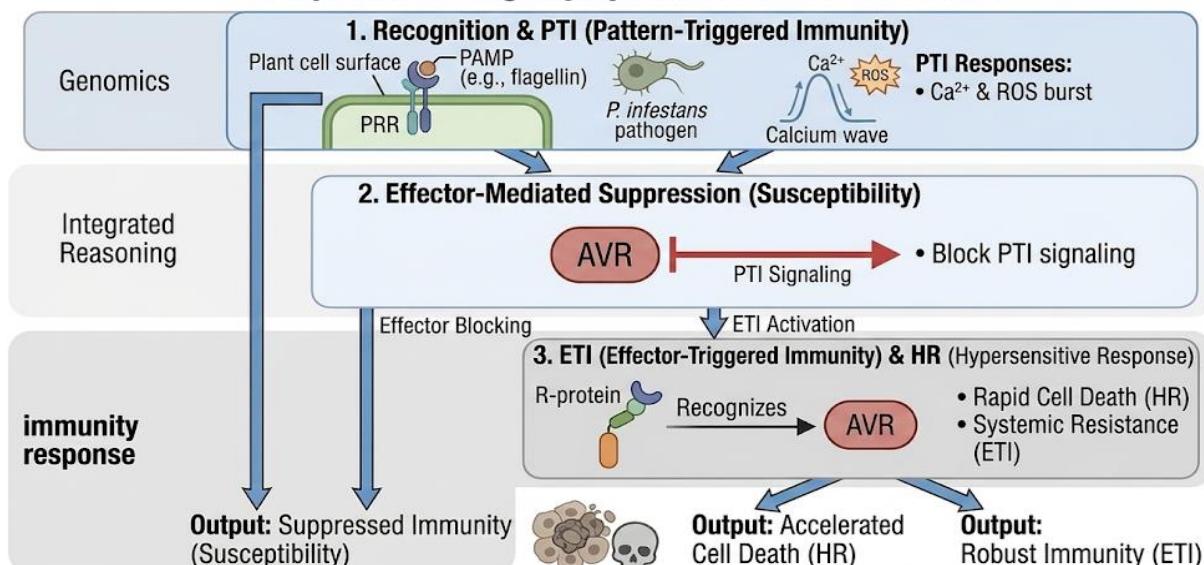 1. Recognition & PTI (Pattern-Triggered Immunity)
Genomics
Plant cell surface
PAMP
(e.g., flagellin)
PRR
P. infestans
pathogen
Ca²⁺
ROS
Calcium wave
PTI Responses:
• Ca²⁺ & ROS burst
Integrated
Reasoning
2. Effector-Mediated Suppression (Susceptibility)
AVR
PTI Signaling
• Block PTI signaling
Effector Blocking
ETI Activation
immunity
response
3. ETI (Effector-Triggered Immunity) & HR (Hypersensitive Response)
R-protein
Recognizes
AVR
• Rapid Cell Death (HR)
• Systemic Resistance
(ETI)
Output: Suppressed Immunity
(Susceptibility)
Output: Accelerated
Cell Death (HR)
Output:
Robust Immunity (ETI)